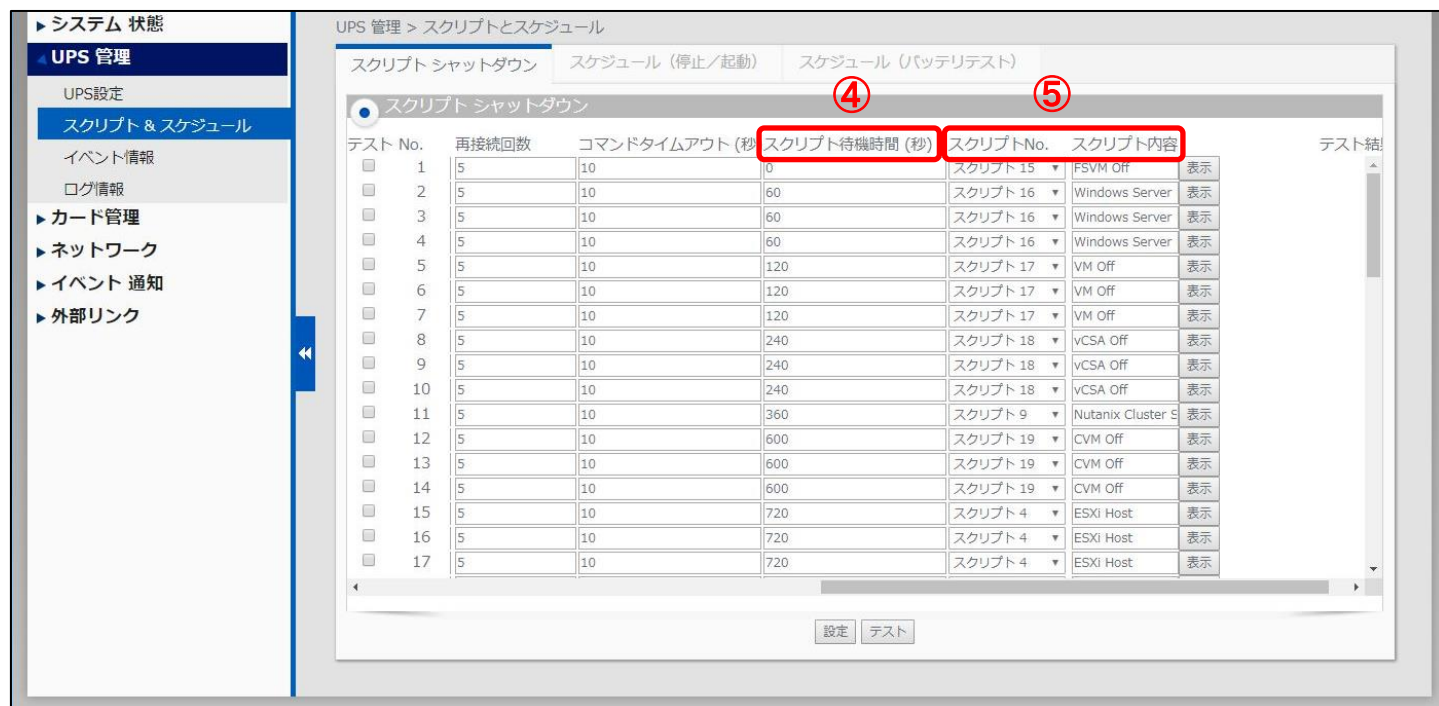 システム 状態
UPS 管理
UPS設定
スクリプト & スケジュール
イベント情報
ログ情報
カード管理
ネットワーク
イベント 通知
外部リンク
UPS 管理 > スクリプトとスケジュール
スクリプト シャットダウン スケジュール（停止／起動） スケジュール（バッテリテスト）
④ ⑤
スクリプト シャットダウン
テスト No. 再接続回数 コマンドタイムアウト (秒 スクリプト待機時間 (秒) スクリプトNo. スクリプト内容 テスト結
1 5 10 0 スクリプト 15 FSVM Off 表示
2 5 10 60 スクリプト 16 Windows Server 表示
3 5 10 60 スクリプト 16 Windows Server 表示
4 5 10 60 スクリプト 16 Windows Server 表示
5 5 10 120 スクリプト 17 VM Off 表示
6 5 10 120 スクリプト 17 VM Off 表示
7 5 10 120 スクリプト 17 VM Off 表示
8 5 10 240 スクリプト 18 vCSA Off 表示
9 5 10 240 スクリプト 18 vCSA Off 表示
10 5 10 240 スクリプト 18 vCSA Off 表示
11 5 10 360 スクリプト 9 Nutanix Cluster S 表示
12 5 10 600 スクリプト 19 CVM Off 表示
13 5 10 600 スクリプト 19 CVM Off 表示
14 5 10 600 スクリプト 19 CVM Off 表示
15 5 10 720 スクリプト 4 ESXi Host 表示
16 5 10 720 スクリプト 4 ESXi Host 表示
17 5 10 720 スクリプト 4 ESXi Host 表示
設定 テスト